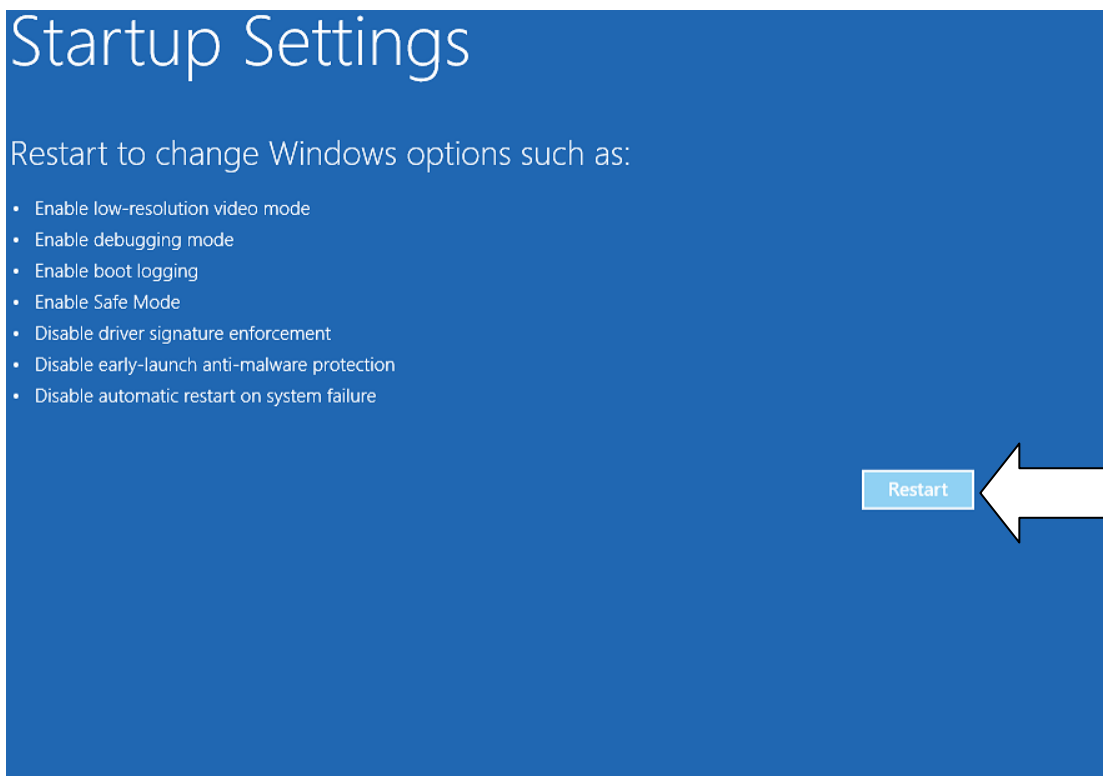 Startup Settings
Restart to change Windows options such as:
• Enable low-resolution video mode
• Enable debugging mode
• Enable boot logging
• Enable Safe Mode
• Disable driver signature enforcement
• Disable early-launch anti-malware protection
• Disable automatic restart on system failure
Restart